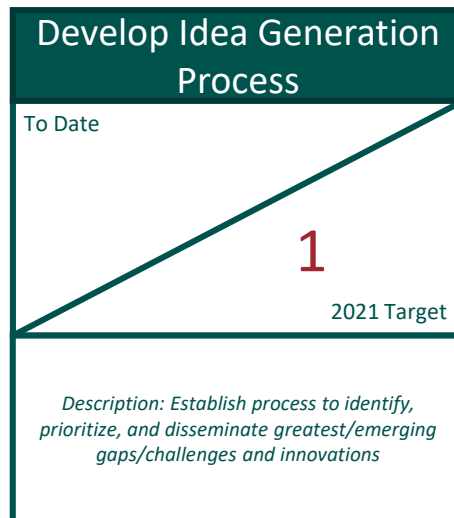 Develop Idea Generation
Process
To Date
1
2021 Target
Description: Establish process to identify,
prioritize, and disseminate greatest/emerging
gaps/challenges and innovations